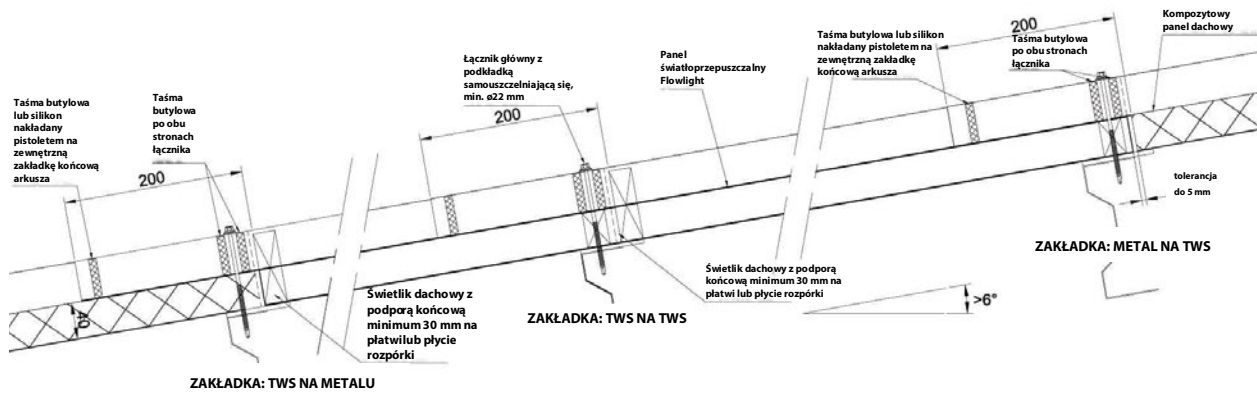 Taśma butylowa
lub silikon
nakładany
pistoletem na
zewnętrzną
zakładkę końcową
arkusza
200
Taśma
butylowa
po obu
stronach
łącznika
40
Świetlik dachowy z
podporą końcową
minimum 30 mm na
płatwilub płycie
rozpórki
ZAKŁADKA: TWS NA METALU
Łącznik główny z
podkładką
samouszczelniającą się,
min. ø22 mm
200
Panel
światłoprzepuszczalny
Flowlight
ZAKŁADKA: TWS NA TWS
Świetlik dachowy z podporą
końcową minimum 30 mm na
płatwi lub płycie rozpórki
>6°
Taśma butylowa lub silikon
nakładany pistoletem na
zewnętrzną zakładkę
końcową arkusza
200
Taśma butylowa
po obu stronach
łącznika
Kompozytowy
panel dachowy
tolerancja
do 5 mm
ZAKŁADKA: METAL NA TWS